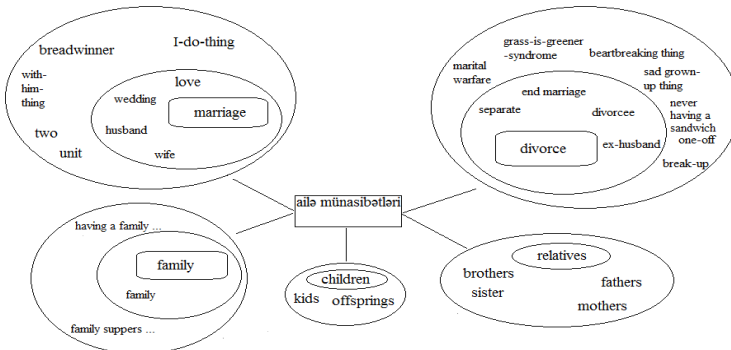 breadwinner
I-do-thing
with-
him-
thing
love
wedding
marriage
husband
wife
two
unit
grass-is-greener
-syndrome
beartbreaking thing
marital
warfare
sad grown-
up thing
end marriage
separate
divorcee
never
having a
sandwich
one-off
divorce
ex-husband
break-up
ailə münasibətləri
having a family ...
family
family
family suppers ...
children
kids
offsprings
relatives
brothers
sister
fathers
mothers